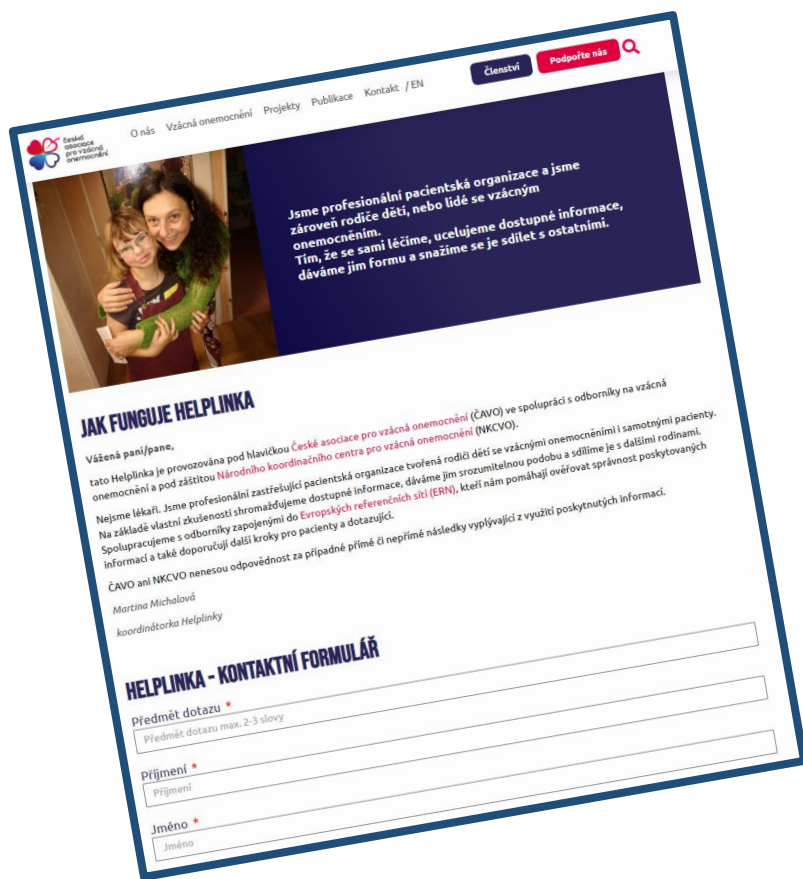 česká
asociace
pro vzácná
onemocnění
O nás Vzácná onemocnění Projekty Publikace Kontakt / EN
Členství
Podpořte nás
Jsme profesionální pacientská organizace a jsme
zároveň rodiče dětí, nebo lidé se vzácným
onemocněním.
Tím, že se sami léčíme, ucelujeme dostupné informace,
dáváme jim formu a snažíme se je sdílet s ostatními.
JAK FUNGUJE HELPLINKA
Vážená paní/pane,
tato Helplinka je provozována pod hlavičkou České asociace pro vzácná onemocnění (ČAVO) ve spolupráci s odborníky na vzácná
onemocnění a pod záštitou Národního koordinačního centra pro vzácná onemocnění (NKCVO).
Nejsme lékaři. Jsme profesionální zastřešující pacientská organizace tvořená rodiči dětí se vzácnými onemocněními i samotnými pacienty.
Na základě vlastní zkušenosti shromažďujeme dostupné informace, dáváme jim srozumitelnou podobu a sdílíme je s dalšími rodinami.
Spolupracujeme s odborníky zapojenými do Evropských referenčních sítí (ERN), kteří nám pomáhají ověřovat správnost poskytovaných
informací a také doporučují další kroky pro pacienty a dotazující.
ČAVO ani NKCVO nenesou odpovědnost za případné přímé či nepřímé následky vyplývající z využití poskytnutých informací.
Martina Michalová
koordinátorka Helplinky
HELPLINKA – KONTAKTNÍ FORMULÁŘ
Předmět dotazu *
Předmět dotazu max. 2-3 slovy
Příjmení *
Příjmení
Jméno *
Jméno